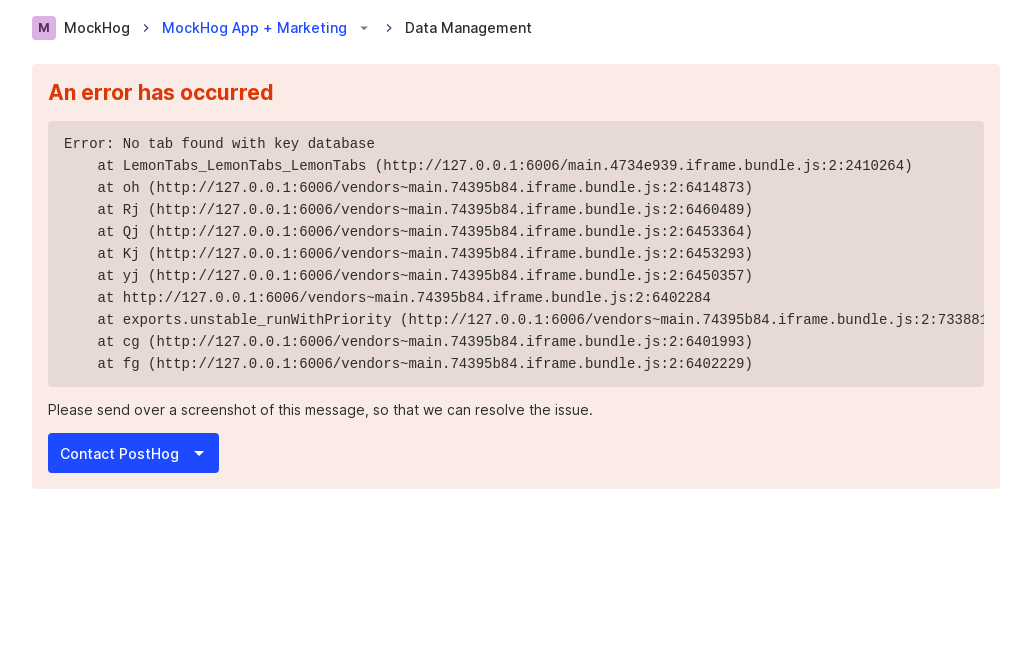 M MockHog MockHog App + Marketing Data Management
An error has occurred
Error: No tab found with key database
at LemonTabs_LemonTabs_LemonTabs (http://127.0.0.1:6006/main.4734e939.iframe.bundle.js:2:2410264)
at oh (http://127.0.0.1:6006/vendors~main.74395b84.iframe.bundle.js:2:6414873)
at Rj (http://127.0.0.1:6006/vendors~main.74395b84.iframe.bundle.js:2:6460489)
at Qj (http://127.0.0.1:6006/vendors~main.74395b84.iframe.bundle.js:2:6453364)
at Kj (http://127.0.0.1:6006/vendors~main.74395b84.iframe.bundle.js:2:6453293)
at yj (http://127.0.0.1:6006/vendors~main.74395b84.iframe.bundle.js:2:6450357)
at http://127.0.0.1:6006/vendors~main.74395b84.iframe.bundle.js:2:6402284
at exports.unstable_runWithPriority (http://127.0.0.1:6006/vendors~main.74395b84.iframe.bundle.js:2:733881
at cg (http://127.0.0.1:6006/vendors~main.74395b84.iframe.bundle.js:2:6401993)
at fg (http://127.0.0.1:6006/vendors~main.74395b84.iframe.bundle.js:2:6402229)
Please send over a screenshot of this message, so that we can resolve the issue.
Contact PostHog